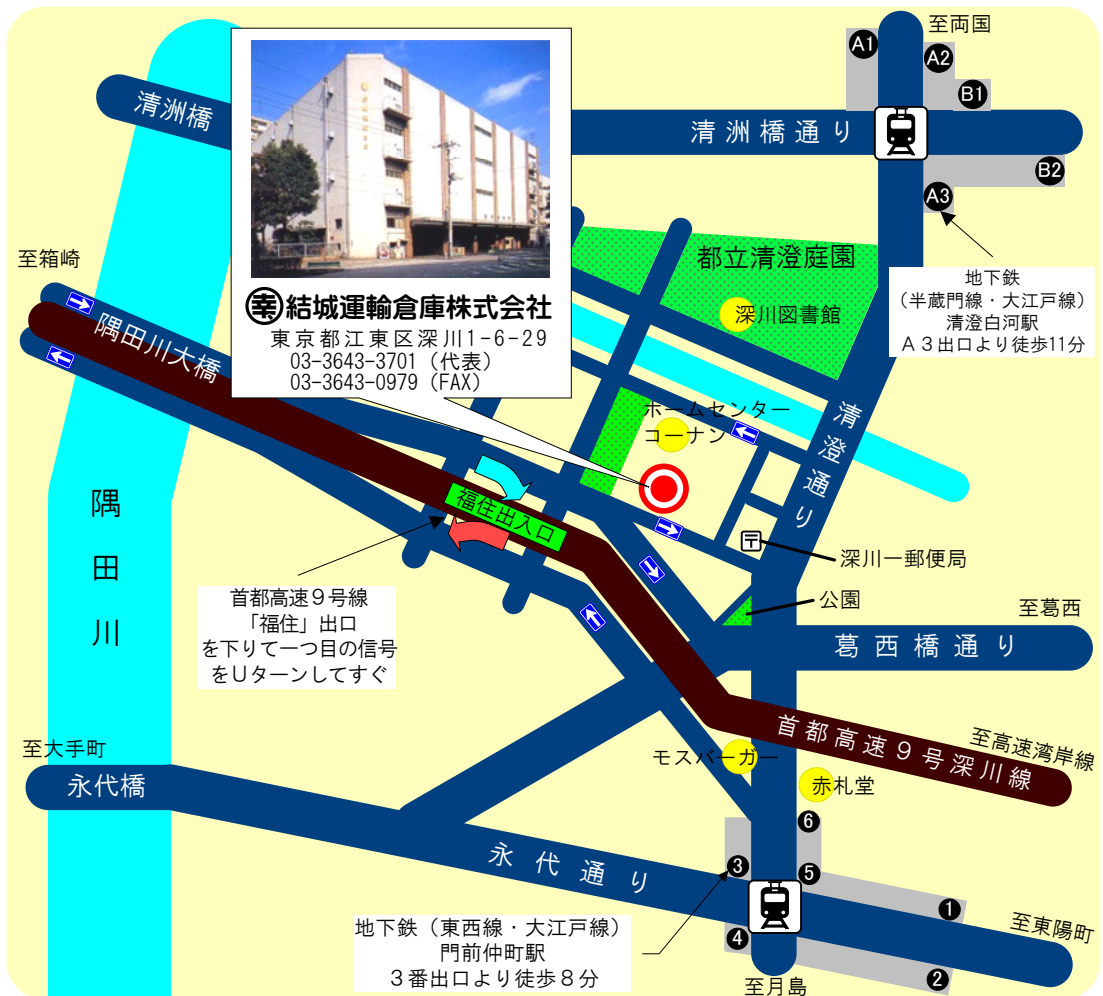 至両国
A1
A2
B1
清洲橋
清洲橋通り
B2
A3
至箱崎
都立清澄庭園
地下鉄
（半蔵門線・大江戸線）
清澄白河駅
A３出口より徒歩11分
幸 結城運輸倉庫株式会社
東京都江東区深川1-6-29
03-3643-3701（代表）
03-3643-0979（FAX）
深川図書館
隅田川大橋
ホームセンター
コーナン
清澄通り
隅田川
福住出入口
〒
深川一郵便局
首都高速９号線
「福住」出口
を下りて一つ目の信号
をUターンしてすぐ
公園
至葛西
葛西橋通り
首都高速９号深川線
至高速湾岸線
至大手町
永代橋
モスバーガー
赤札堂
6
永代通り
3
5
1
地下鉄（東西線・大江戸線）
門前仲町駅
３番出口より徒歩８分
4
2
至東陽町
至月島